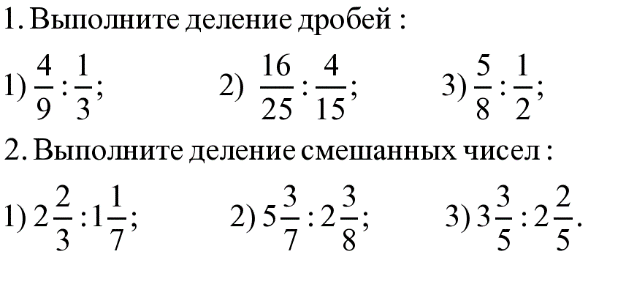 1. Выполните деление дробей :
1) 4/9 : 1/3; 2) 16/25 : 4/15; 3) 5/8 : 1/2;
2. Выполните деление смешанных чисел :
1) 2 2/3 : 1 1/7; 2) 5 3/7 : 2 3/8; 3) 3 3/5 : 2 2/5.